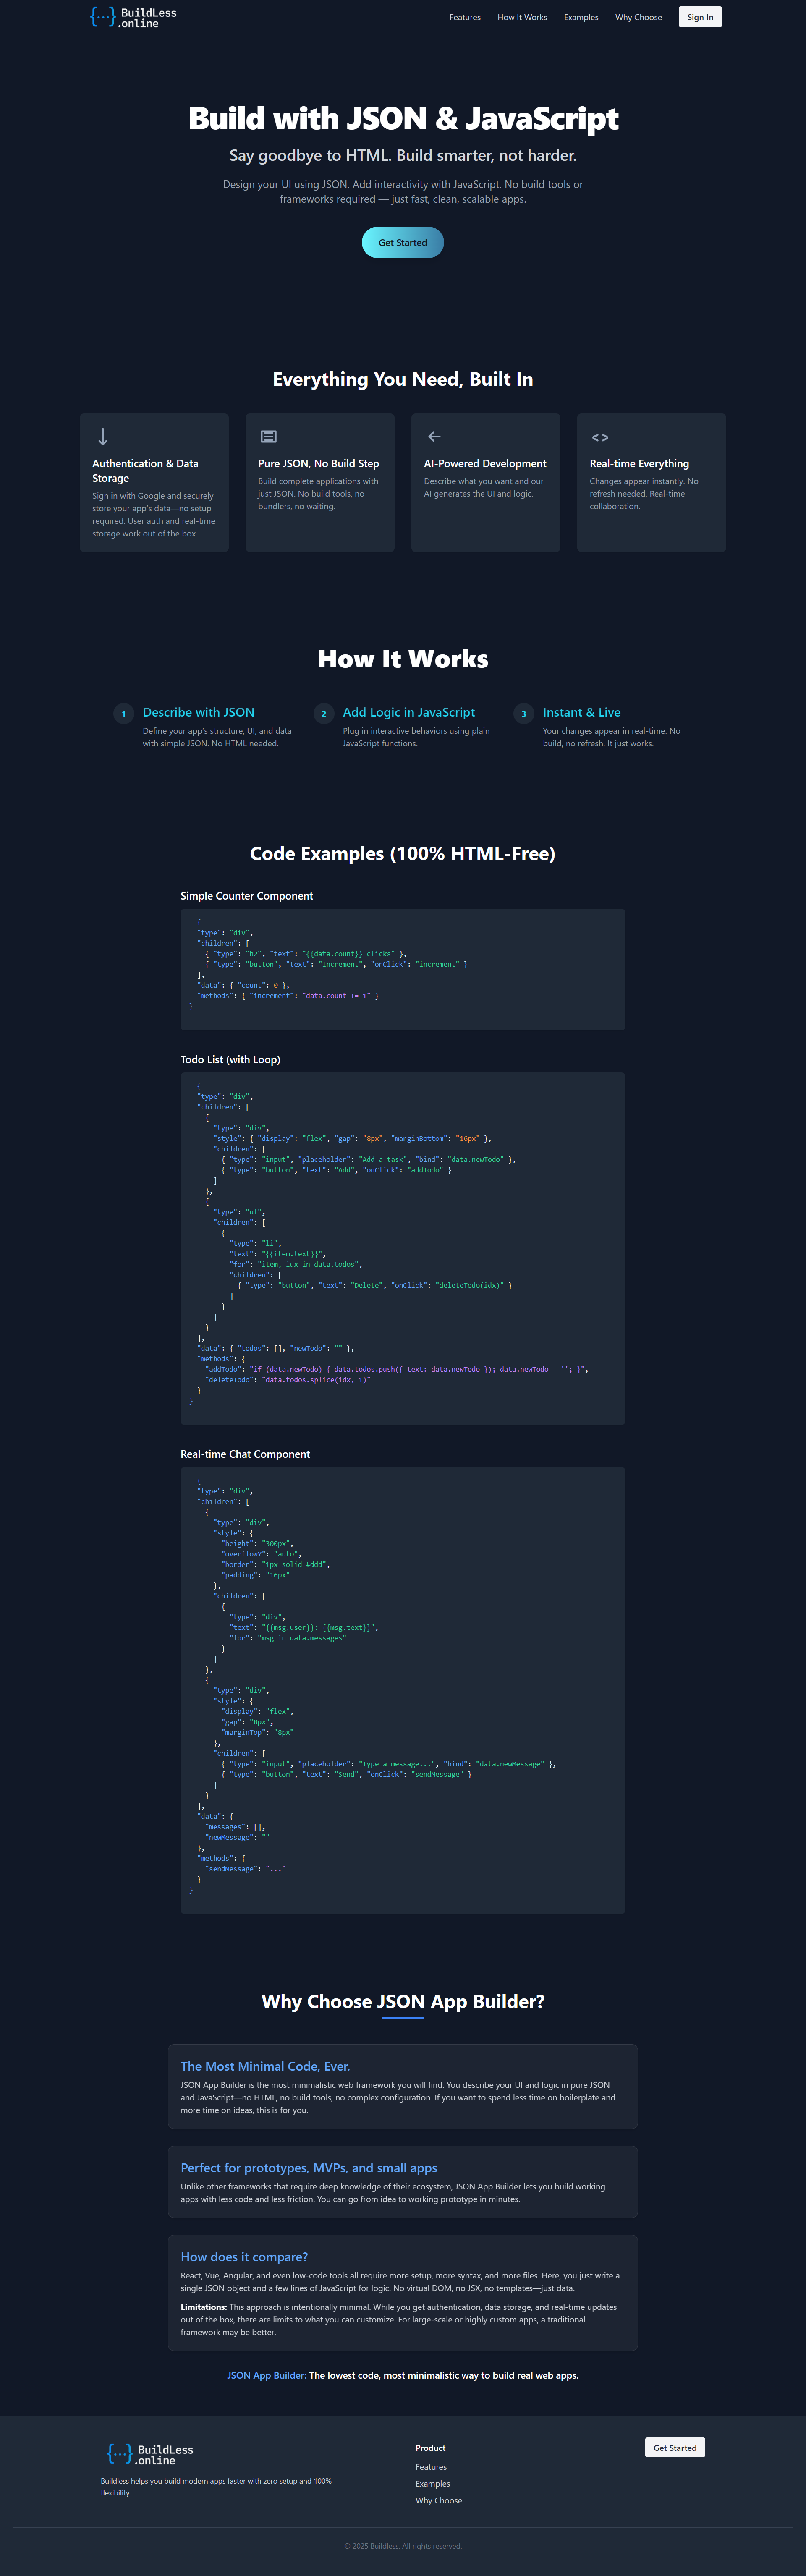 {···} BuildLess
.online
Features How It Works Examples Why Choose Sign In
Build with JSON & JavaScript
Say goodbye to HTML. Build smarter, not harder.
Design your UI using JSON. Add interactivity with JavaScript. No build tools or
frameworks required — just fast, clean, scalable apps.
Get Started
Everything You Need, Built In
Authentication & Data
Storage
Sign in with Google and securely
store your app's data—no setup
required. User auth and real-time
storage work out of the box.
Pure JSON, No Build Step
Build complete applications with
just JSON. No build tools, no
bundlers, no waiting.
AI-Powered Development
Describe what you want and our
AI generates the UI and logic.
<>
Real-time Everything
Changes appear instantly. No
refresh needed. Real-time
collaboration.
How It Works
1
Describe with JSON
Define your app's structure, UI, and data
with simple JSON. No HTML needed.
2
Add Logic in JavaScript
Plug in interactive behaviors using plain
JavaScript functions.
3
Instant & Live
Your changes appear in real-time. No
build, no refresh. It just works.
Code Examples (100% HTML-Free)
Simple Counter Component
{
"type": "div",
"children": [
{ "type": "h2", "text": "{{data.count}} clicks" },
{ "type": "button", "text": "Increment", "onClick": "increment" }
],
"data": { "count": 0 },
"methods": { "increment": "data.count += 1" }
}
Todo List (with Loop)
{
"type": "div",
"children": [
{
"type": "div",
"style": { "display": "flex", "gap": "8px", "marginBottom": "16px" },
"children": [
{ "type": "input", "placeholder": "Add a task", "bind": "data.newTodo" },
{ "type": "button", "text": "Add", "onClick": "addTodo" }
]
},
{
"type": "ul",
"children": [
{
"type": "li",
"text": "{{item.text}}",
"for": "item, idx in data.todos",
"children": [
{ "type": "button", "text": "Delete", "onClick": "deleteTodo(idx)" }
]
}
]
}
],
"data": { "todos": [], "newTodo": "" },
"methods": {
"addTodo": "if (data.newTodo) { data.todos.push({ text: data.newTodo }); data.newTodo = ''; }",
"deleteTodo": "data.todos.splice(idx, 1)"
}
}
Real-time Chat Component
{
"type": "div",
"children": [
{
"type": "div",
"style": {
"height": "300px",
"overflowY": "auto",
"border": "1px solid #ddd",
"padding": "16px"
},
"children": [
{
"type": "div",
"text": "{{msg.user}}: {{msg.text}}",
"for": "msg in data.messages"
}
]
},
{
"type": "div",
"style": {
"display": "flex",
"gap": "8px",
"marginTop": "8px"
},
"children": [
{ "type": "input", "placeholder": "Type a message...", "bind": "data.newMessage" },
{ "type": "button", "text": "Send", "onClick": "sendMessage" }
]
}
],
"data": {
"messages": [],
"newMessage": ""
},
"methods": {
"sendMessage": "..."
}
}
Why Choose JSON App Builder?
The Most Minimal Code, Ever.
JSON App Builder is the most minimalistic web framework you will find. You describe your UI and logic in pure JSON
and JavaScript—no HTML, no build tools, no complex configuration. If you want to spend less time on boilerplate and
more time on ideas, this is for you.
Perfect for prototypes, MVPs, and small apps
Unlike other frameworks that require deep knowledge of their ecosystem, JSON App Builder lets you build working
apps with less code and less friction. You can go from idea to working prototype in minutes.
How does it compare?
React, Vue, Angular, and even low-code tools all require more setup, more syntax, and more files. Here, you just write a
single JSON object and a few lines of JavaScript for logic. No virtual DOM, no JSX, no templates—just data.
Limitations: This approach is intentionally minimal. While you get authentication, data storage, and real-time updates
out of the box, there are limits to what you can customize. For large-scale or highly custom apps, a traditional
framework may be better.
JSON App Builder: The lowest code, most minimalistic way to build real web apps.
{···} BuildLess
.online
Buildless helps you build modern apps faster with zero setup and 100%
flexibility.
Product
Features
Examples
Why Choose
Get Started
© 2025 Buildless. All rights reserved.